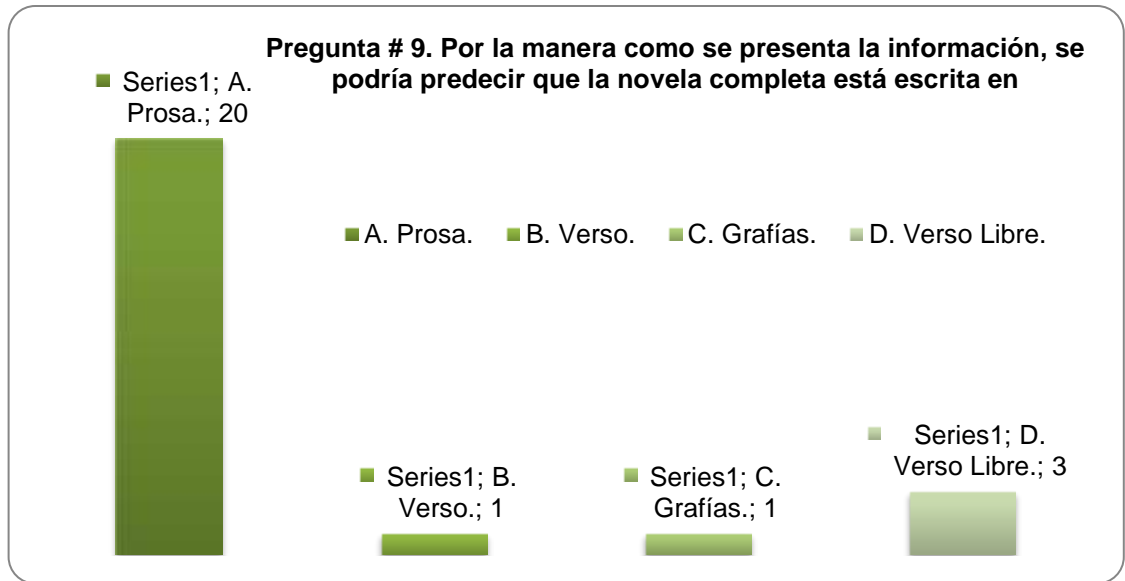 Pregunta # 9. Por la manera como se presenta la información, se
podría predecir que la novela completa está escrita en
Series1; A.
Prosa.; 20
A. Prosa. B. Verso. C. Grafías. D. Verso Libre.
Series1; B.
Verso.; 1
Series1; C.
Grafías.; 1
Series1; D.
Verso Libre.; 3